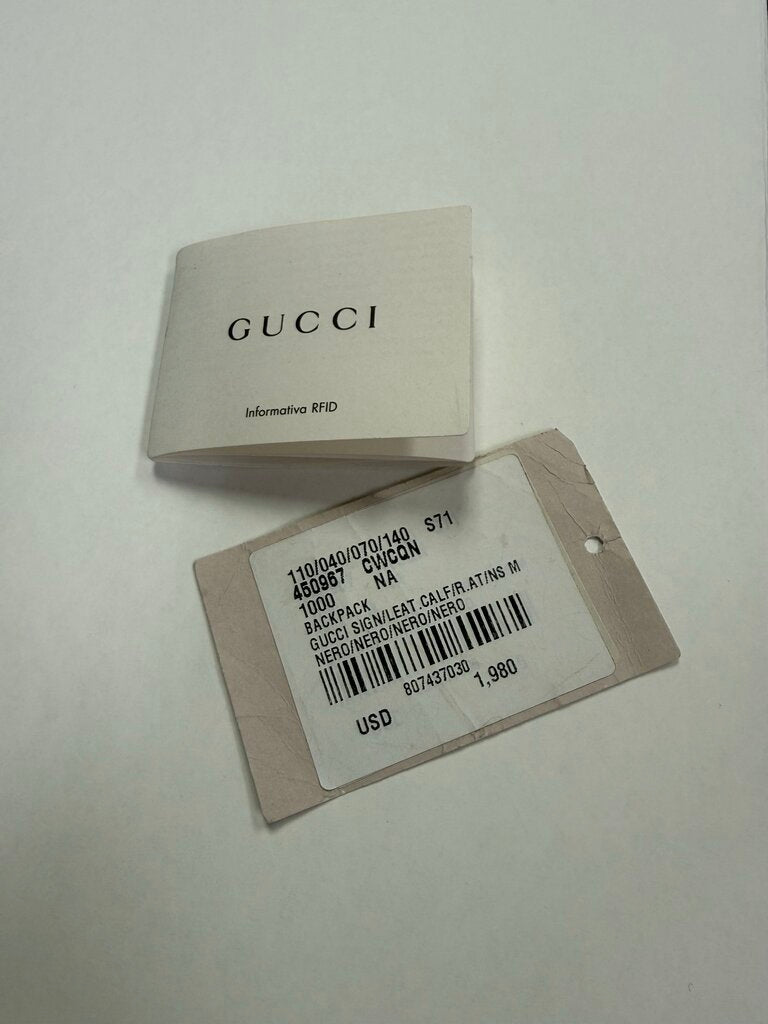 GUCCI
Informativa RFID
110/040/070/140 S71
450967 CWCQN
1000 NA
BACKPACK
GUCCI SIGN/LEAT.CALF/R.AT/NS M
NERO/NERO/NERO/NERO
807437030
USD 1,980